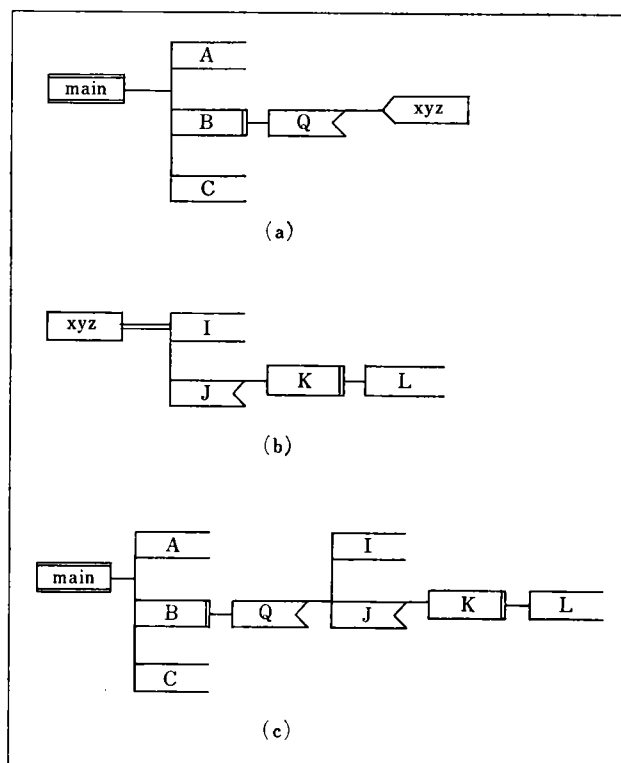 A
main
B Q xyz
C
(a)
xyz I
J K L
(b)
A I
main
B Q J K L
C
(c)